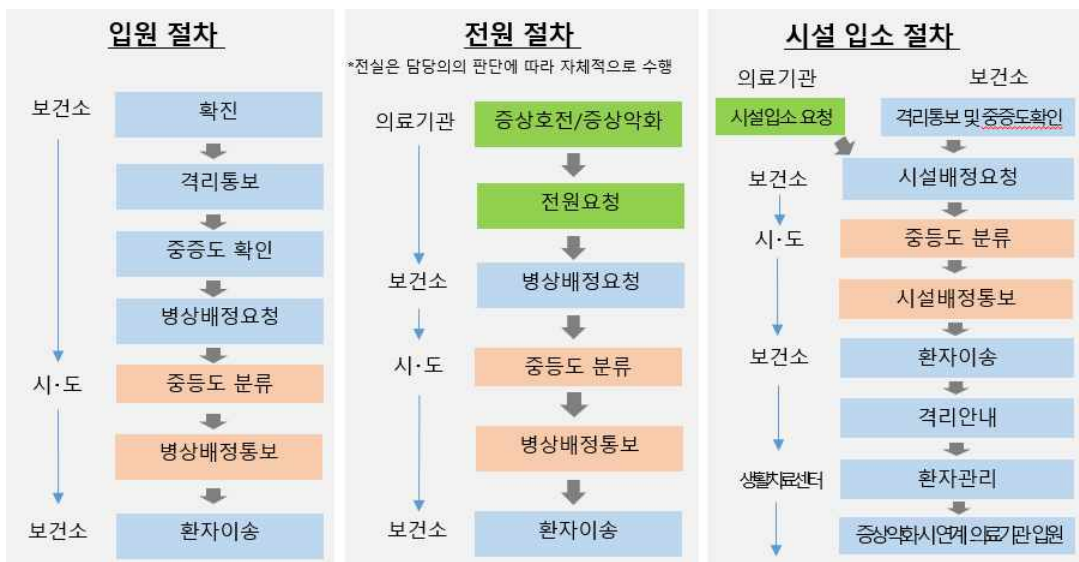 입원 절차
보건소
확진
격리통보
중증도 확인
병상배정요청
시·도
중등도 분류
병상배정통보
보건소
환자이송
전원 절차
*전실은 담당의의 판단에 따라 자체적으로 수행
의료기관
증상호전/증상악화
전원요청
보건소
병상배정요청
시·도
중등도 분류
병상배정통보
보건소
환자이송
시설 입소 절차
의료기관
보건소
시설입소 요청
격리통보 및 중증도확인
보건소
시설배정요청
시·도
중등도 분류
시설배정통보
보건소
환자이송
격리안내
생활치료센터
환자관리
증상악화시 연계 의료기관 입원